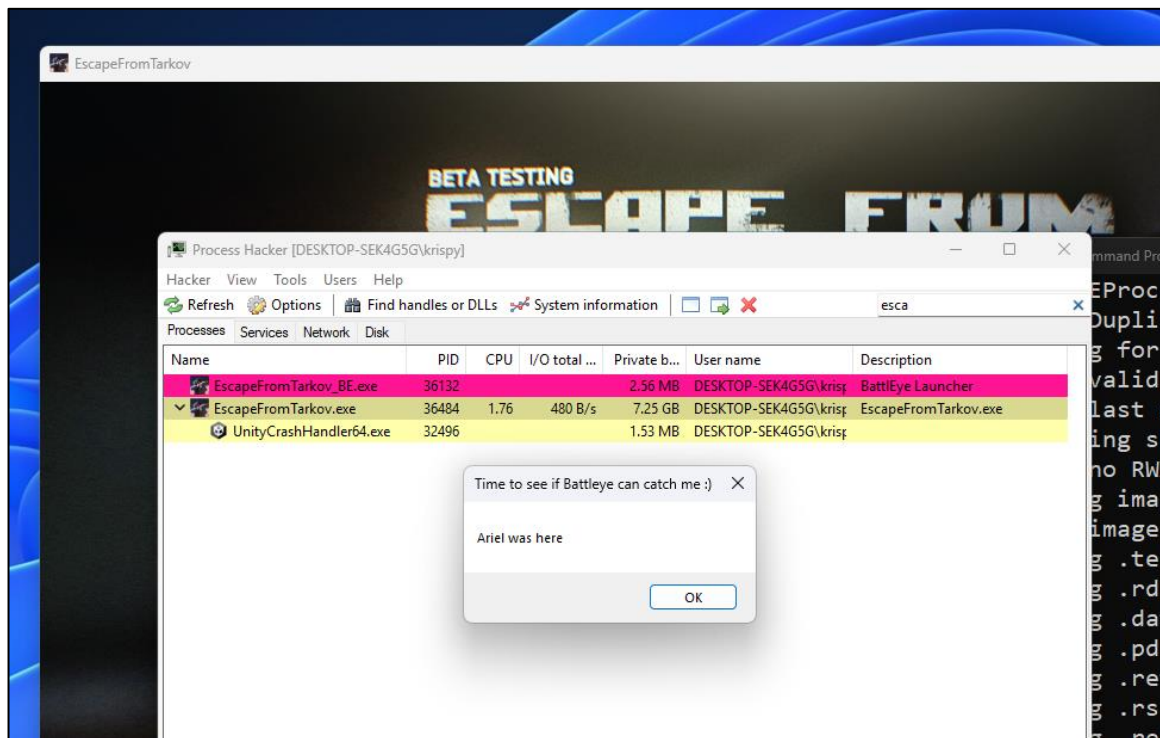 EscapeFromTarkov
BETA TESTING
ESCAPE FROM
Process Hacker [DESKTOP-SEK4G5G\krispy]
Hacker View Tools Users Help
Refresh Options Find handles or DLLs System information esca
Processes Services Network Disk
Name PID CPU I/O total ... Private b... User name Description
EscapeFromTarkov_BE.exe 36132 2.56 MB DESKTOP-SEK4G5G\krisp BattlEye Launcher
EscapeFromTarkov.exe 36484 1.76 480 B/s 7.25 GB DESKTOP-SEK4G5G\krisp EscapeFromTarkov.exe
UnityCrashHandler64.exe 32496 1.53 MB DESKTOP-SEK4G5G\krisp
Time to see if Battleye can catch me :)
Ariel was here
OK
mmand Pro
EProc
Dupli
g for
valid
last
ing s
no RW
g ima
image
g .te
g .rd
g .da
g .pd
g .re
g .rs